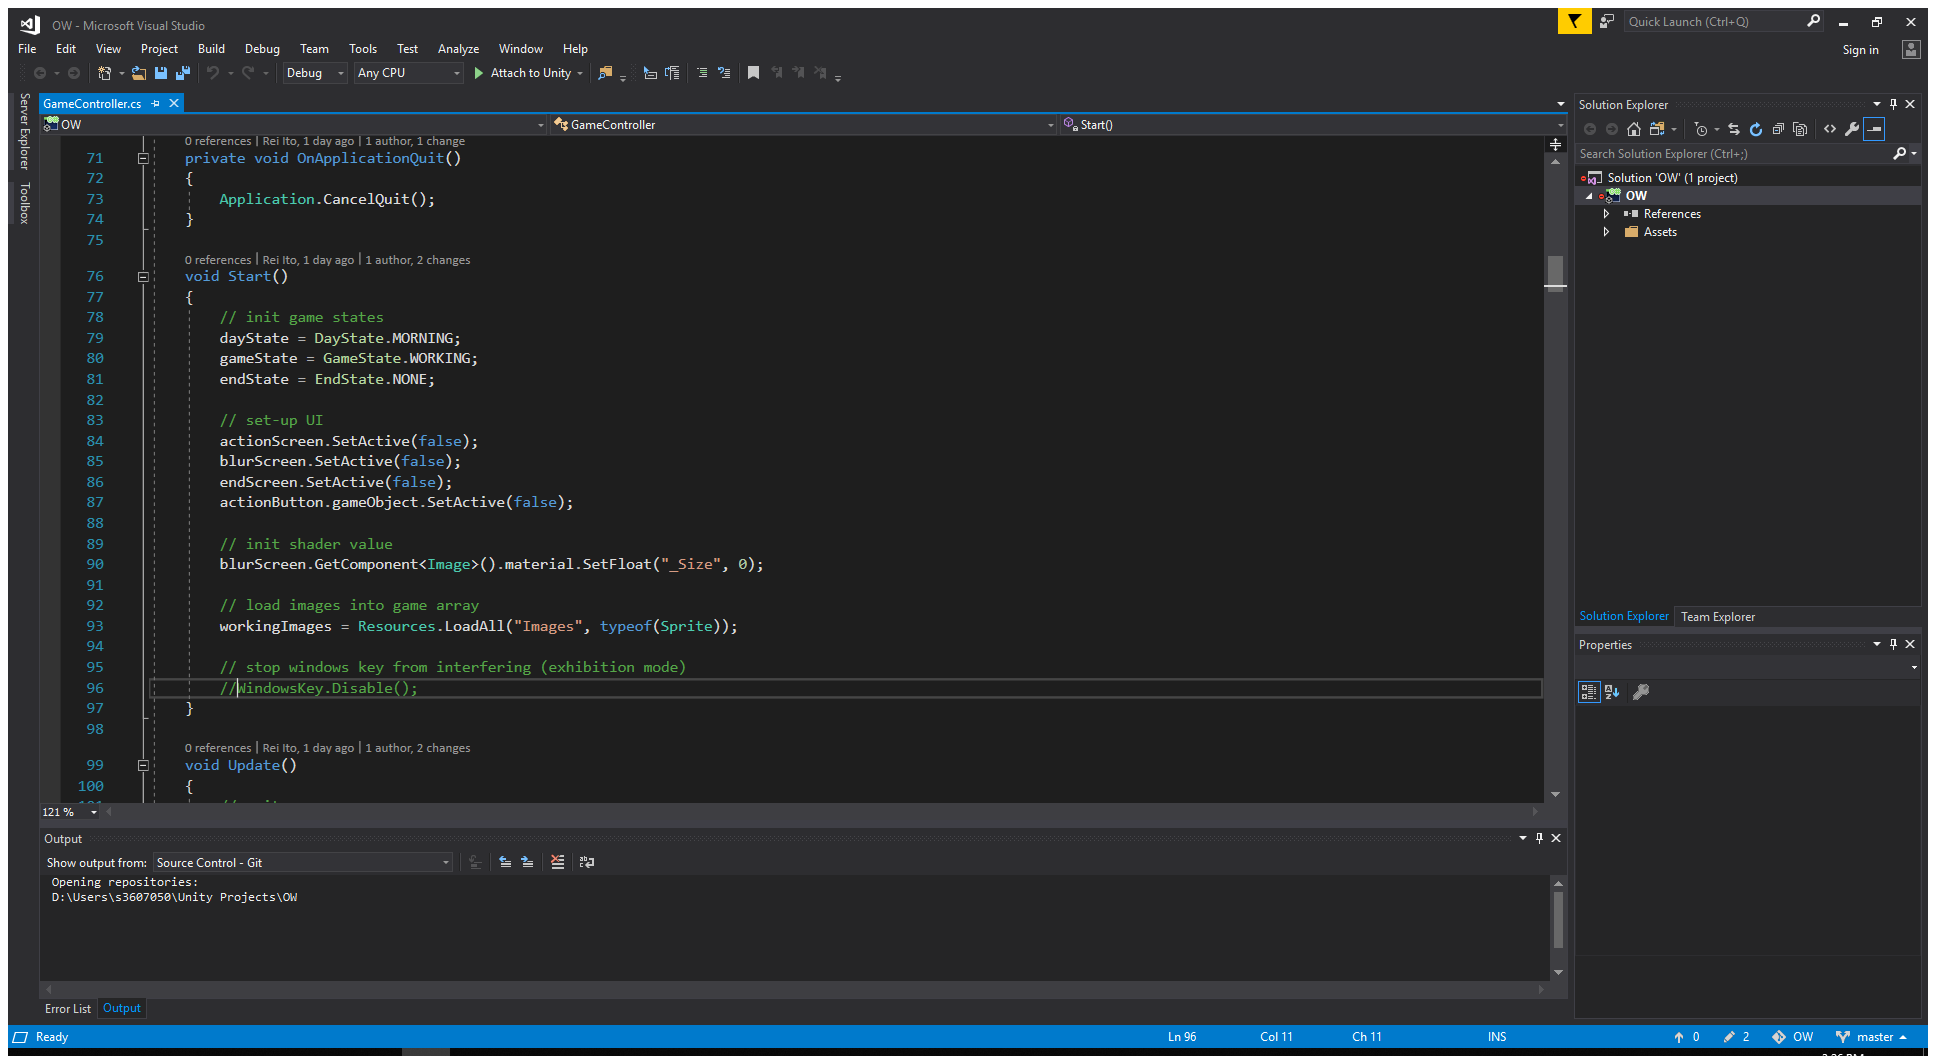 OW - Microsoft Visual Studio
Quick Launch (Ctrl+Q)
File Edit View Project Build Debug Team Tools Test Analyze Window Help
Sign in
Debug Any CPU Attach to Unity
Server Explorer
Toolbox
GameController.cs
OW GameController Start()
0 references | Rei Ito, 1 day ago | 1 author, 1 change
71 private void OnApplicationQuit()
72 {
73 Application.CancelQuit();
74 }
75
0 references | Rei Ito, 1 day ago | 1 author, 2 changes
76 void Start()
77 {
78 // init game states
79 dayState = DayState.MORNING;
80 gameState = GameState.WORKING;
81 endState = EndState.NONE;
82
83 // set-up UI
84 actionScreen.SetActive(false);
85 blurScreen.SetActive(false);
86 endScreen.SetActive(false);
87 actionButton.gameObject.SetActive(false);
88
89 // init shader value
90 blurScreen.GetComponent<Image>().material.SetFloat("_Size", 0);
91
92 // load images into game array
93 workingImages = Resources.LoadAll("Images", typeof(Sprite));
94
95 // stop windows key from interfering (exhibition mode)
96 //WindowsKey.Disable();
97 }
98
0 references | Rei Ito, 1 day ago | 1 author, 2 changes
99 void Update()
100 {
121 %
Output
Show output from: Source Control - Git
Opening repositories:
D:\Users\s3607050\Unity Projects\OW
Error List Output
Solution Explorer
Search Solution Explorer (Ctrl+;)
Solution 'OW' (1 project)
OW
References
Assets
Solution Explorer Team Explorer
Properties
Ready Ln 96 Col 11 Ch 11 INS 0 2 OW master